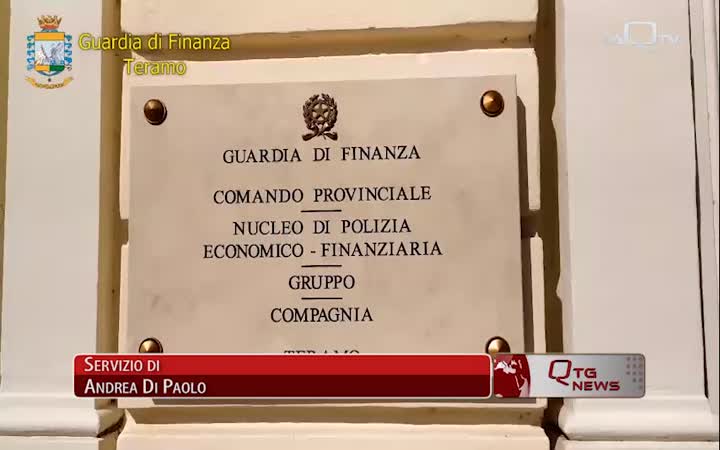 Guardia di Finanza
Teramo
GUARDIA DI FINANZA
COMANDO PROVINCIALE
NUCLEO DI POLIZIA
ECONOMICO - FINANZIARIA
GRUPPO
COMPAGNIA
TERAMO
SERVIZIO DI
ANDREA DI PAOLO
QTG
NEWS